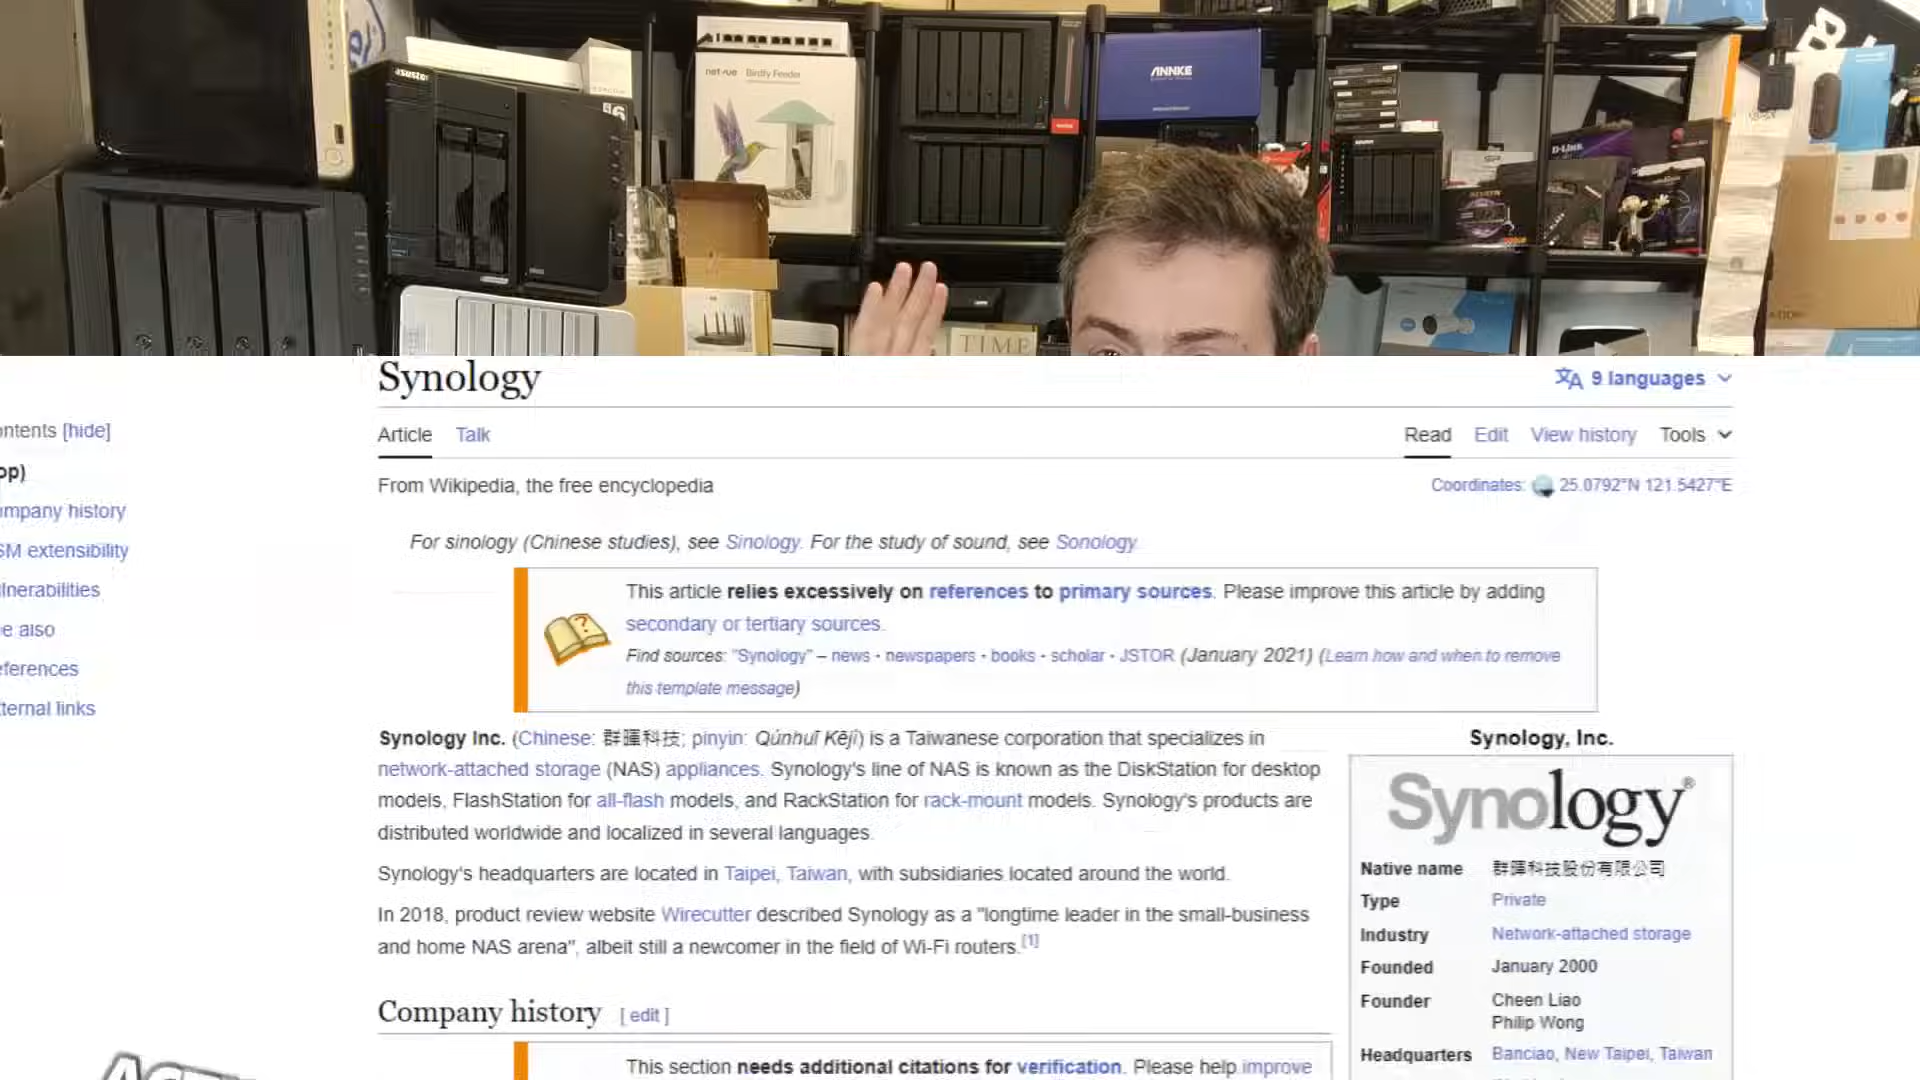 asustor
net-vue Birdfy Feeder
ANNKE
D-Link
TIME
Synology
9 languages
ntents [hide]
op)
mpany history
SM extensibility
lnerabilities
e also
eferences
ternal links
Article Talk
Read Edit View history Tools
From Wikipedia, the free encyclopedia
Coordinates: 25.0792°N 121.5427°E
For sinology (Chinese studies), see Sinology. For the study of sound, see Sonology.
This article relies excessively on references to primary sources. Please improve this article by adding
secondary or tertiary sources.
Find sources: "Synology" – news · newspapers · books · scholar · JSTOR (January 2021) (Learn how and when to remove
this template message)
Synology Inc. (Chinese: 群暉科技; pinyin: Qúnhuī Kējì) is a Taiwanese corporation that specializes in
network-attached storage (NAS) appliances. Synology's line of NAS is known as the DiskStation for desktop
models, FlashStation for all-flash models, and RackStation for rack-mount models. Synology's products are
distributed worldwide and localized in several languages.
Synology's headquarters are located in Taipei, Taiwan, with subsidiaries located around the world.
In 2018, product review website Wirecutter described Synology as a "longtime leader in the small-business
and home NAS arena", albeit still a newcomer in the field of Wi-Fi routers.[1]
Company history [ edit ]
This section needs additional citations for verification. Please help improve
Synology, Inc.
Synology®
Native name 群暉科技股份有限公司
Type Private
Industry Network-attached storage
Founded January 2000
Founder Cheen Liao
Philip Wong
Headquarters Banciao, New Taipei, Taiwan